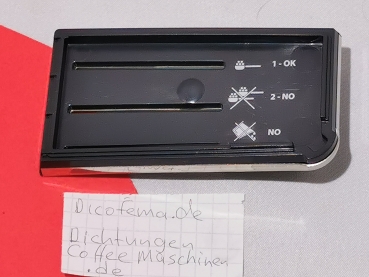 1 - OK
2 - NO
NO
Dicofema.de
Dichtungen
Coffee Maschinen
.de